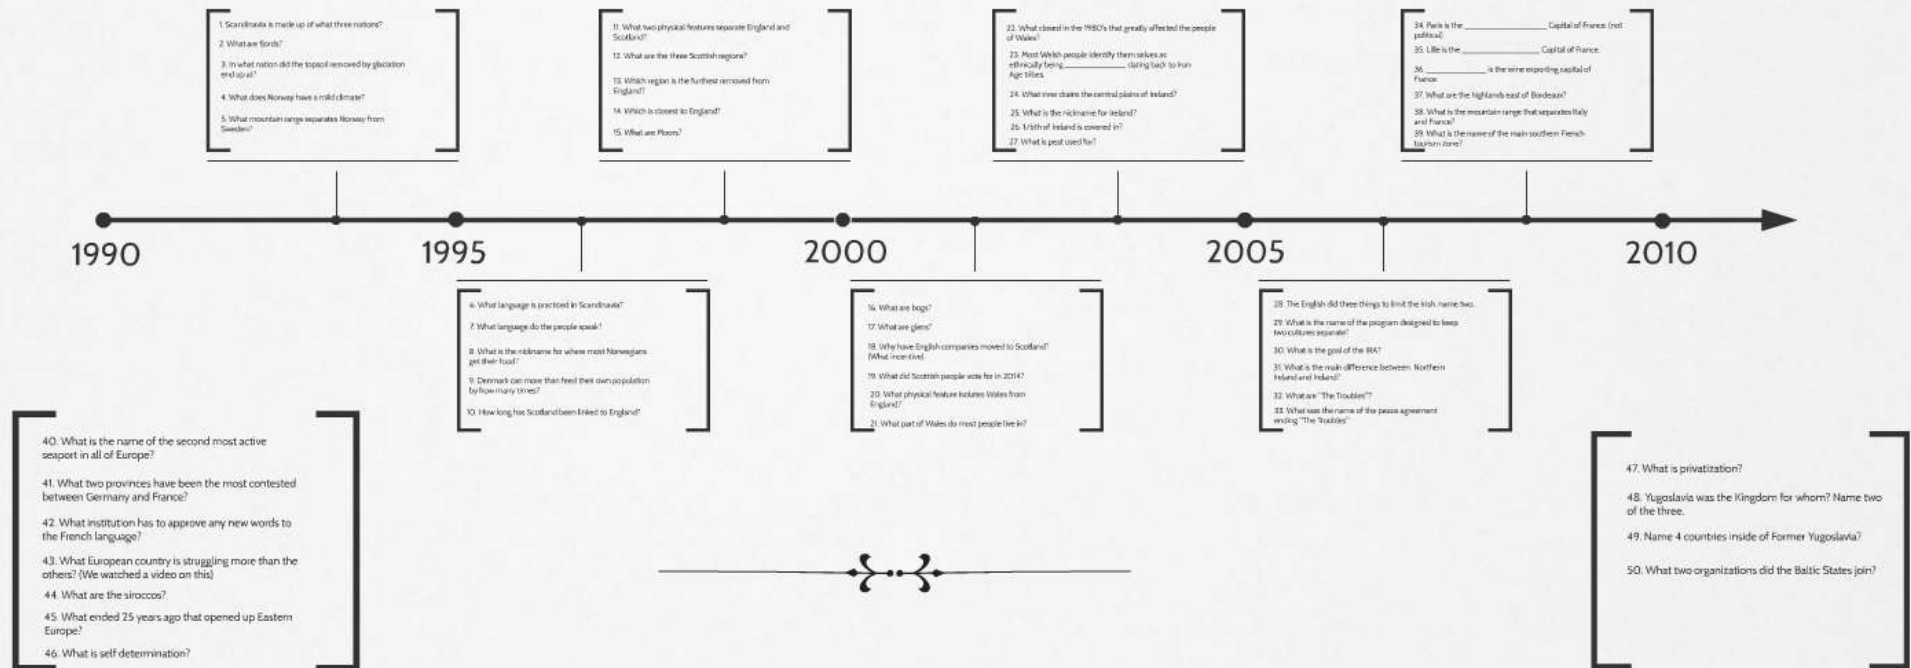 1. Scandinavia is made up of what three nations?
2. What are fjords?
3. In what nation did the topsoil removed by glaciation
end up at?
4. What does Norway have a mild climate?
5. What mountain range separates Norway from
Sweden?
11. What two physical features separate England and
Scotland?
12. What are the three Scottish regions?
13. Which region is the furthest removed from
England?
14. Which is closest to England?
15. What are Moors?
22. What closed in the 1980's that greatly affected the people
of Wales?
23. Most Welsh people identify them selves as
ethnically being ______________ dating back to Iron
Age tribes.
24. What river drains the central plains of Ireland?
25. What is the nickname for Ireland?
26. 1/6th of Ireland is covered in?
27. What is peat used for?
34. Paris is the ______________ Capital of France. (not
political)
35. Lille is the ______________ Capital of France.
36. ______________ is the wine exporting capital of
France.
37. What are the highlands east of Bordeaux?
38. What is the mountain range that separates Italy
and France?
39. What is the name of the main southern French
tourism zone?
1990
1995
2000
2005
2010
6. What language is practiced in Scandinavia?
7. What language do the people speak?
8. What is the nickname for where most Norwegians
get their food?
9. Denmark can more than feed their own population
by how many times?
10. How long has Scotland been linked to England?
16. What are bogs?
17. What are glens?
18. Why have English companies moved to Scotland?
(What incentive)
19. What did Scottish people vote for in 2014?
20. What physical feature isolates Wales from
England?
21. What part of Wales do most people live in?
28. The English did three things to limit the Irish, name two.
29. What is the name of the program designed to keep
two cultures separate?
30. What is the goal of the IRA?
31. What is the main difference between Northern
Ireland and Ireland?
32. What are "The Troubles"?
33. What was the name of the peace agreement
ending "The Troubles"
40. What is the name of the second most active
seaport in all of Europe?
41. What two provinces have been the most contested
between Germany and France?
42. What institution has to approve any new words to
the French language?
43. What European country is struggling more than the
others? (We watched a video on this)
44. What are the siroccos?
45. What ended 25 years ago that opened up Eastern
Europe?
46. What is self determination?
47. What is privatization?
48. Yugoslavia was the Kingdom for whom? Name two
of the three.
49. Name 4 countries inside of Former Yugoslavia?
50. What two organizations did the Baltic States join?